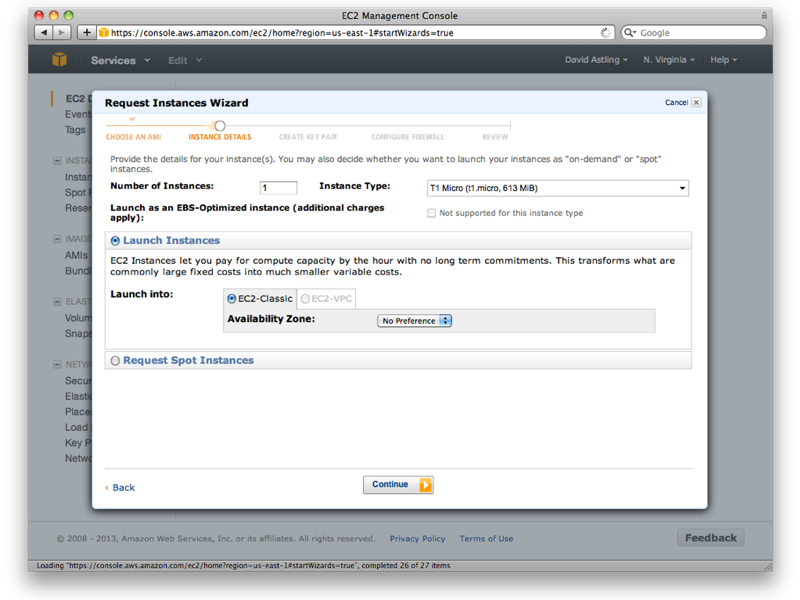 EC2 Management Console
https://console.aws.amazon.com/ec2/home?region=us-east-1#startWizards=true
Google
Services
Edit
David Astling
N. Virginia
Help
EC2 D
Event
Tags
INSTA
Instan
Spot R
Reser
IMAGE
AMIs
Bundl
ELAST
Volum
Snaps
NETW
Secur
Elasti
Place
Load
Key P
Netwo
Request Instances Wizard
Cancel
CHOOSE AN AMI
INSTANCE DETAILS
CREATE KEY PAIR
CONFIGURE FIREWALL
REVIEW
Provide the details for your instance(s). You may also decide whether you want to launch your instances as "on-demand" or "spot"
instances.
Number of Instances:
1
Instance Type:
T1 Micro (t1.micro, 613 MiB)
Launch as an EBS-Optimized instance (additional charges
apply):
Not supported for this instance type
Launch Instances
EC2 Instances let you pay for compute capacity by the hour with no long term commitments. This transforms what are
commonly large fixed costs into much smaller variable costs.
Launch into:
EC2-Classic
EC2-VPC
Availability Zone:
No Preference
Request Spot Instances
< Back
Continue
© 2008 - 2013, Amazon Web Services, Inc. or its affiliates. All rights reserved.
Privacy Policy
Terms of Use
Feedback
Loading "https://console.aws.amazon.com/ec2/home?region=us-east-1#startWizards=true", completed 26 of 27 items